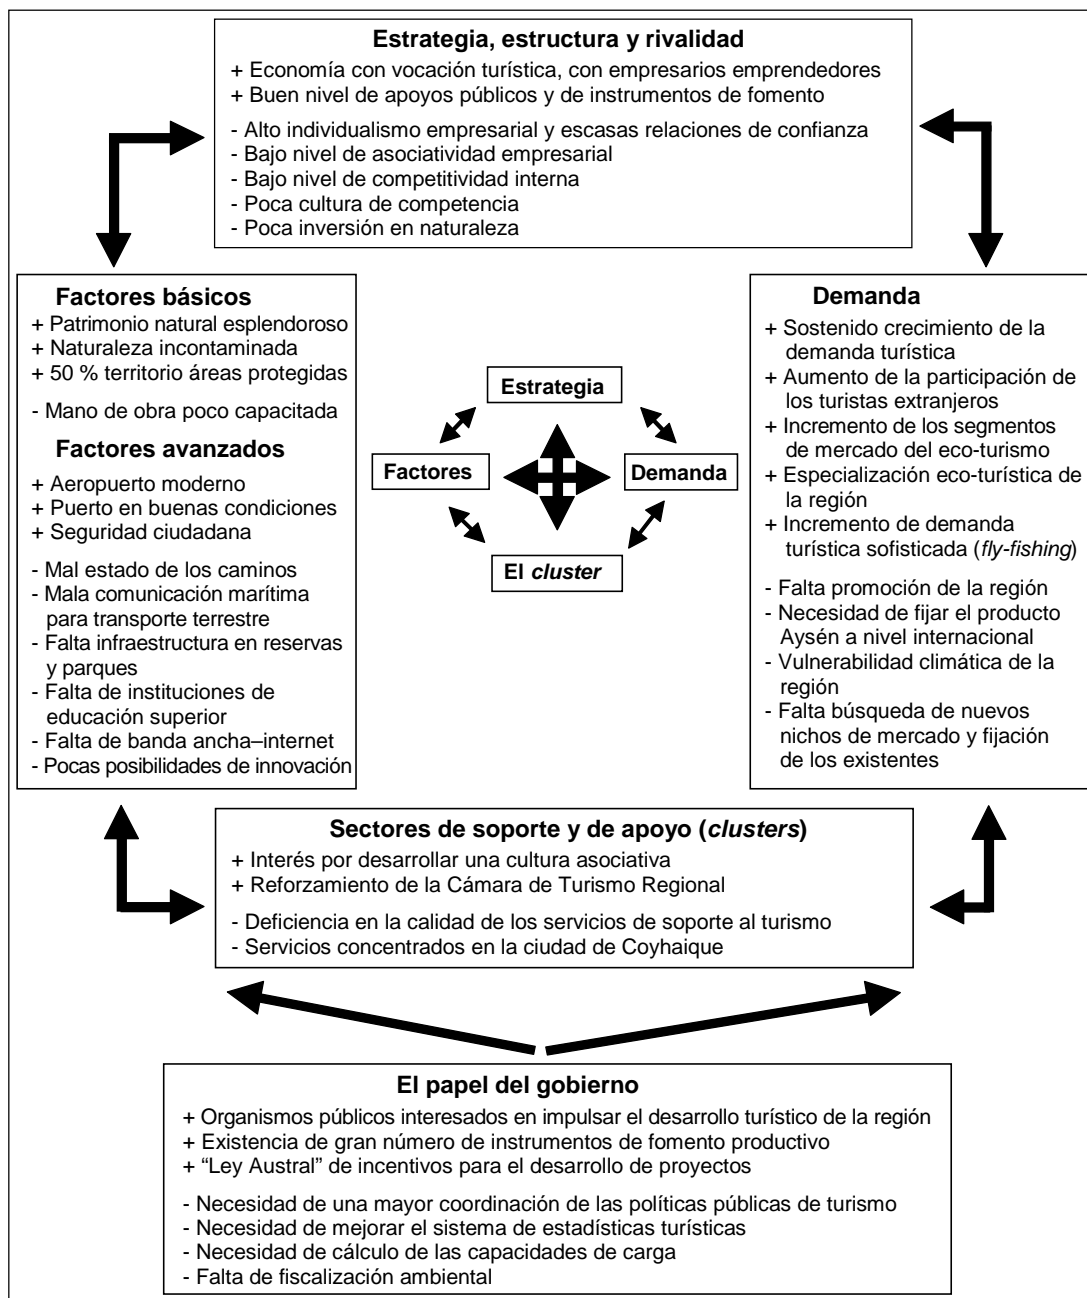 Estrategia, estructura y rivalidad
+ Economía con vocación turística, con empresarios emprendedores
+ Buen nivel de apoyos públicos y de instrumentos de fomento
- Alto individualismo empresarial y escasas relaciones de confianza
- Bajo nivel de asociatividad empresarial
- Bajo nivel de competitividad interna
- Poca cultura de competencia
- Poca inversión en naturaleza
Factores básicos
+ Patrimonio natural esplendoroso
+ Naturaleza incontaminada
+ 50 % territorio áreas protegidas
- Mano de obra poco capacitada
Factores avanzados
+ Aeropuerto moderno
+ Puerto en buenas condiciones
+ Seguridad ciudadana
- Mal estado de los caminos
- Mala comunicación marítima
para transporte terrestre
- Falta infraestructura en reservas
y parques
- Falta de instituciones de
educación superior
- Falta de banda ancha–internet
- Pocas posibilidades de innovación
Estrategia
Factores
Demanda
El cluster
Demanda
+ Sostenido crecimiento de la
demanda turística
+ Aumento de la participación de
los turistas extranjeros
+ Incremento de los segmentos
de mercado del eco-turismo
+ Especialización eco-turística de
la región
+ Incremento de demanda
turística sofisticada (fly-fishing)
- Falta promoción de la región
- Necesidad de fijar el producto
Aysén a nivel internacional
- Vulnerabilidad climática de la
región
- Falta búsqueda de nuevos
nichos de mercado y fijación
de los existentes
Sectores de soporte y de apoyo (clusters)
+ Interés por desarrollar una cultura asociativa
+ Reforzamiento de la Cámara de Turismo Regional
- Deficiencia en la calidad de los servicios de soporte al turismo
- Servicios concentrados en la ciudad de Coyhaique
El papel del gobierno
+ Organismos públicos interesados en impulsar el desarrollo turístico de la región
+ Existencia de gran número de instrumentos de fomento productivo
+ “Ley Austral” de incentivos para el desarrollo de proyectos
- Necesidad de una mayor coordinación de las políticas públicas de turismo
- Necesidad de mejorar el sistema de estadísticas turísticas
- Necesidad de cálculo de las capacidades de carga
- Falta de fiscalización ambiental